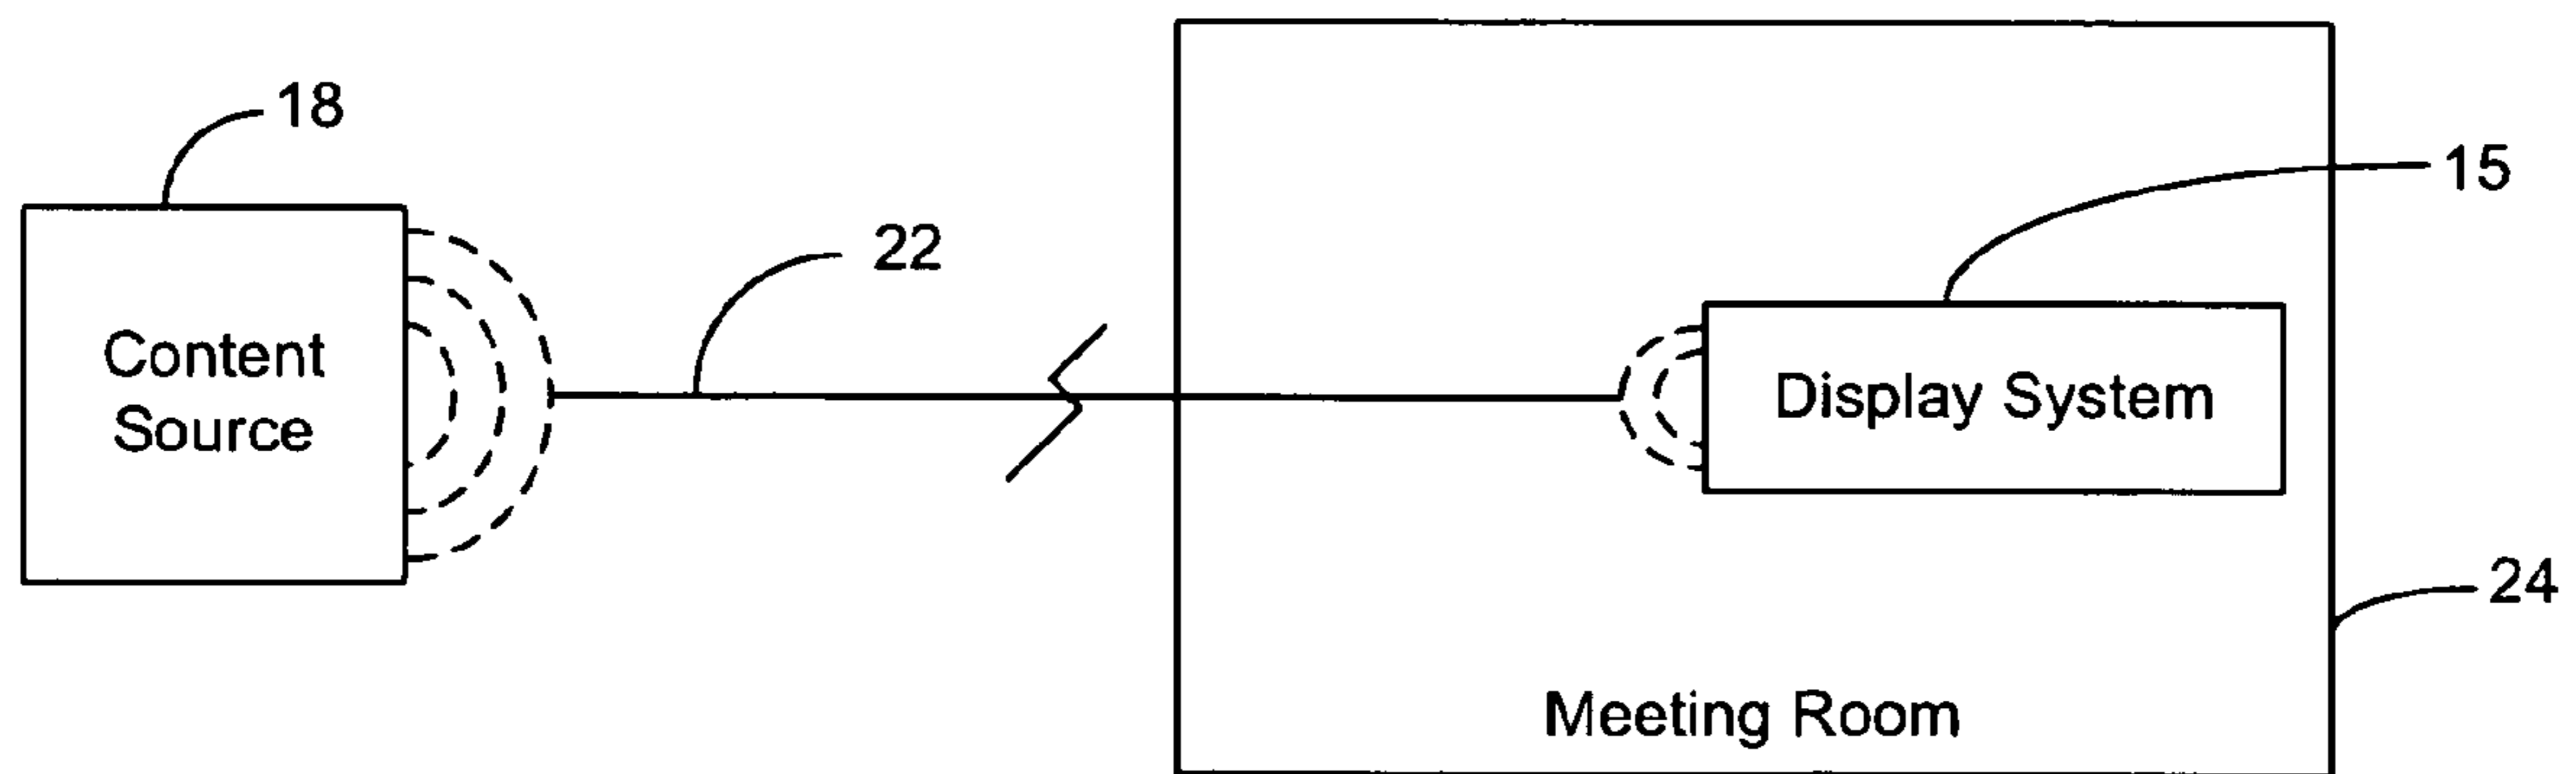 18
15
22
Content
Source
Display System
24
Meeting Room